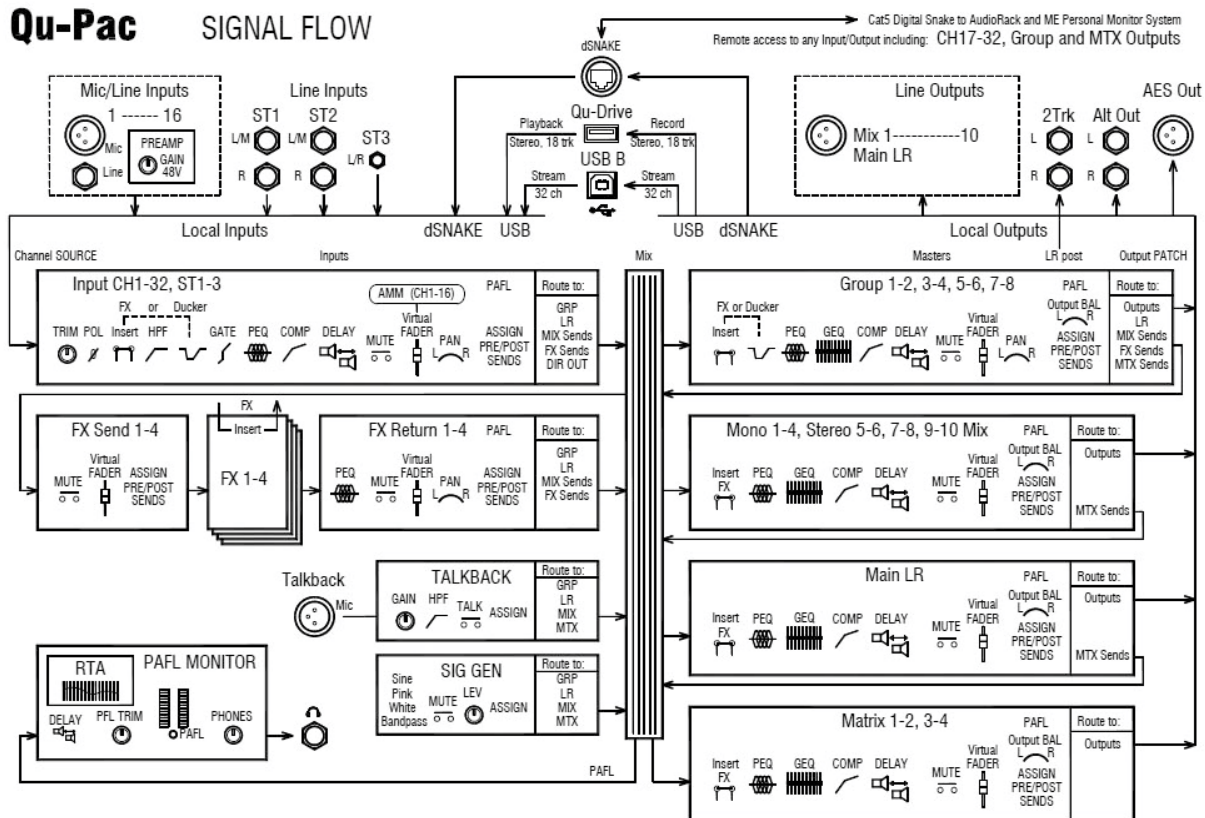 Qu-Pac SIGNAL FLOW
Cat5 Digital Snake to AudioRack and ME Personal Monitor System
Remote access to any Input/Output including: CH17-32, Group and MTX Outputs
dSNAKE
Mic/Line Inputs
1 ------ 16
Mic
Line
PREAMP
GAIN
48V
Line Inputs
ST1 ST2
ST3
L/M L/M
L/R
R R
Qu-Drive
Playback
Stereo, 18 trk
Record
Stereo, 18 trk
USB B
Stream
32 ch
Stream
32 ch
Line Outputs
Mix 1-----------10
Main LR
2Trk Alt Out
L L
R R
AES Out
Local Inputs dSNAKE USB
USB dSNAKE Local Outputs
Channel SOURCE Inputs Mix Masters LR post Output PATCH
Input CH1-32, ST1-3
AMM (CH1-16)
PAFL
FX or Ducker
TRIM POL Insert HPF GATE PEQ COMP DELAY
MUTE
Virtual
FADER
PAN
L R
ASSIGN
PRE/POST
SENDS
Route to:
GRP
LR
MIX Sends
FX Sends
DIR OUT
Group 1-2, 3-4, 5-6, 7-8
PAFL
FX or Ducker
Insert PEQ GEQ COMP DELAY
MUTE
Virtual
FADER
PAN
L R
Output BAL
L R
ASSIGN
PRE/POST
SENDS
Route to:
Outputs
LR
MIX Sends
FX Sends
MTX Sends
FX Send 1-4
MUTE
Virtual
FADER
ASSIGN
PRE/POST
SENDS
FX
Insert
FX 1-4
FX Return 1-4 PAFL
PEQ
MUTE
Virtual
FADER
PAN
L R
ASSIGN
PRE/POST
SENDS
Route to:
GRP
LR
MIX Sends
FX Sends
Mono 1-4, Stereo 5-6, 7-8, 9-10 Mix
PAFL
Insert
FX
PEQ GEQ COMP DELAY
MUTE
Virtual
FADER
Output BAL
L R
ASSIGN
PRE/POST
SENDS
Route to:
Outputs
MTX Sends
Talkback
Mic
TALKBACK
GAIN HPF TALK ASSIGN
Route to:
GRP
LR
MIX
MTX
Main LR
PAFL
Insert
FX
PEQ GEQ COMP DELAY
MUTE
Virtual
FADER
Output BAL
L R
ASSIGN
PRE/POST
SENDS
Route to:
Outputs
MTX Sends
RTA
PAFL MONITOR
DELAY PFL TRIM
PAFL
PHONES
SIG GEN
Sine
Pink
White
Bandpass
MUTE LEV ASSIGN
Route to:
GRP
LR
MIX
MTX
PAFL
Matrix 1-2, 3-4
PAFL
Insert
FX
PEQ GEQ COMP DELAY
MUTE
Virtual
FADER
Output BAL
L R
ASSIGN
PRE/POST
SENDS
Route to:
Outputs